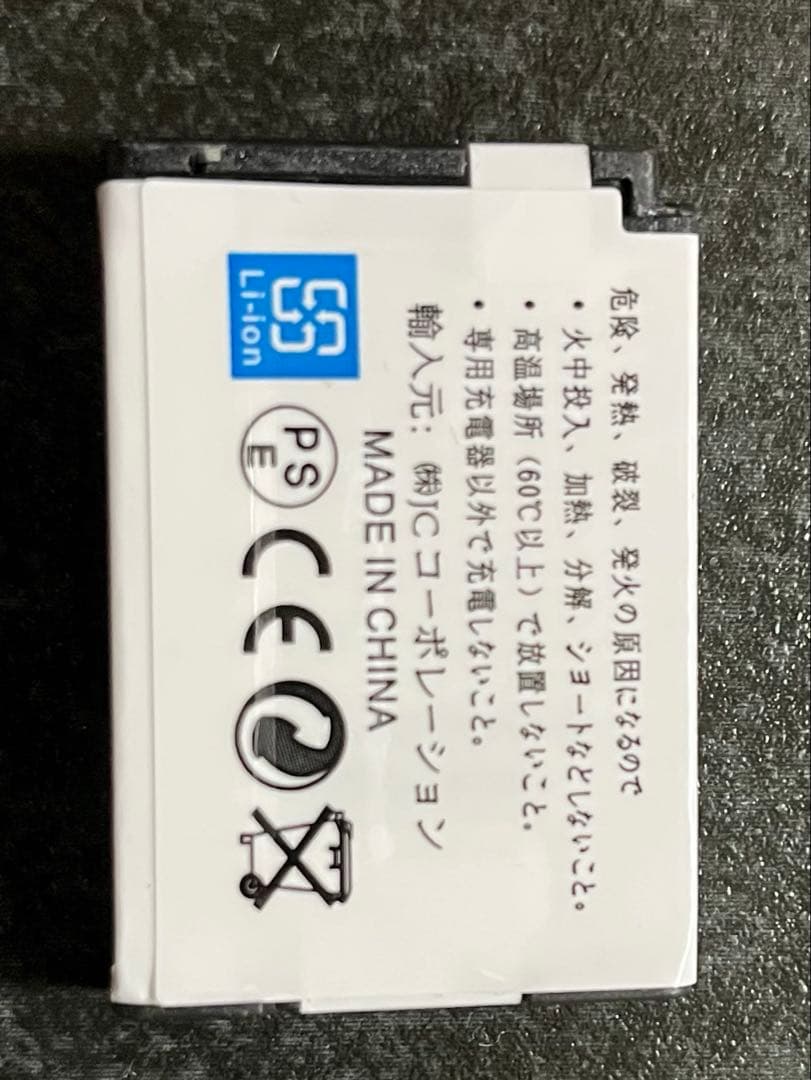 危険、発熱、破裂、発火の原因になるので
・火中投入、加熱、分解、ショートなどしないこと。
・高温場所(60℃以上)で放置しないこと。
・専用充電器以外で充電しないこと。
輸入元:㈱JCコーポレーション
MADE IN CHINA
Li-ion
PS
E
CE